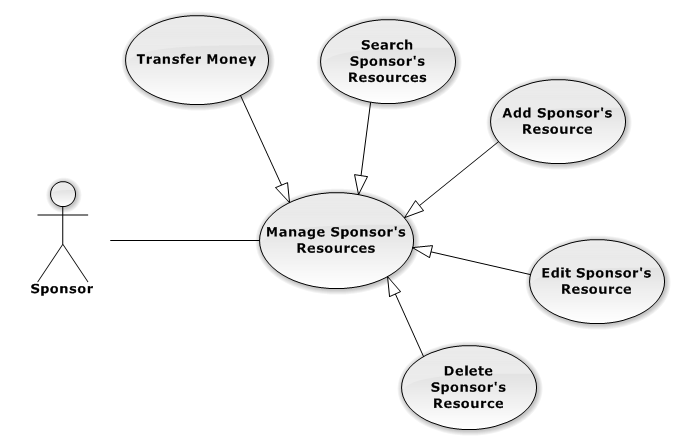 Transfer Money
Search
Sponsor's
Resources
Add Sponsor's
Resource
Manage Sponsor's
Resources
Sponsor
Edit Sponsor's
Resource
Delete
Sponsor's
Resource